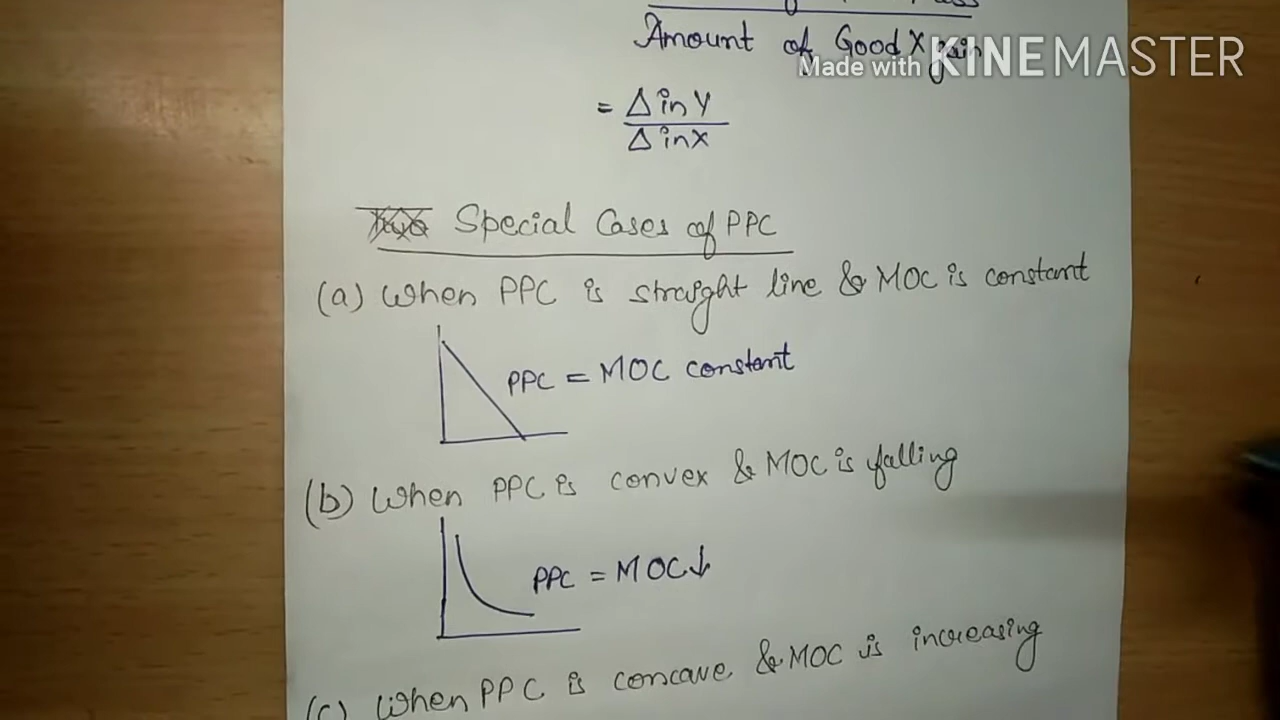 Amount of Good X gain
Made with KINEMASTER
= Δ in Y
Δ in X
Special Cases of PPC
(a) When PPC is straight line & MOC is constant
PPC = MOC constant
(b) When PPC is convex & MOC is falling
PPC = MOC↓
(c) When PPC is concave & MOC is increasing